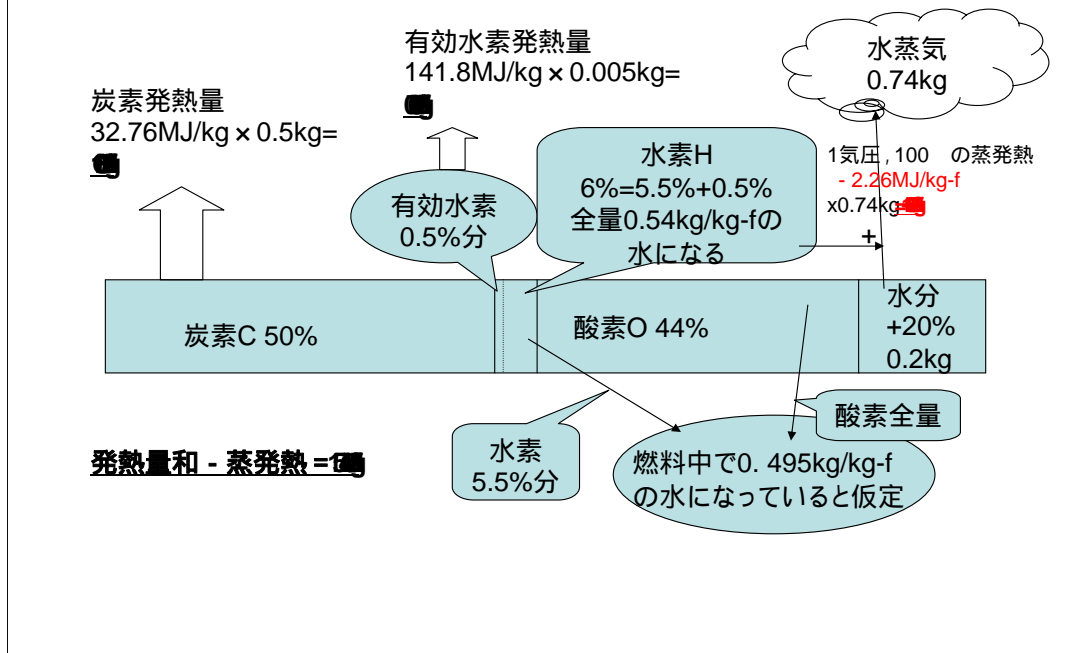 炭素発熱量
32.76MJ/kg×0.5kg=
有効水素発熱量
141.8MJ/kg×0.005kg=
水蒸気
0.74kg
1気圧,100 の蒸発熱
- 2.26MJ/kg-f
x0.74kg
+
有効水素
0.5%分
水素H
6%=5.5%+0.5%
全量0.54kg/kg-fの
水になる
炭素C 50%
酸素O 44%
水分
+20%
0.2kg
酸素全量
水素
5.5%分
燃料中で0. 495kg/kg-f
の水になっていると仮定
発熱量和 - 蒸発熱 =